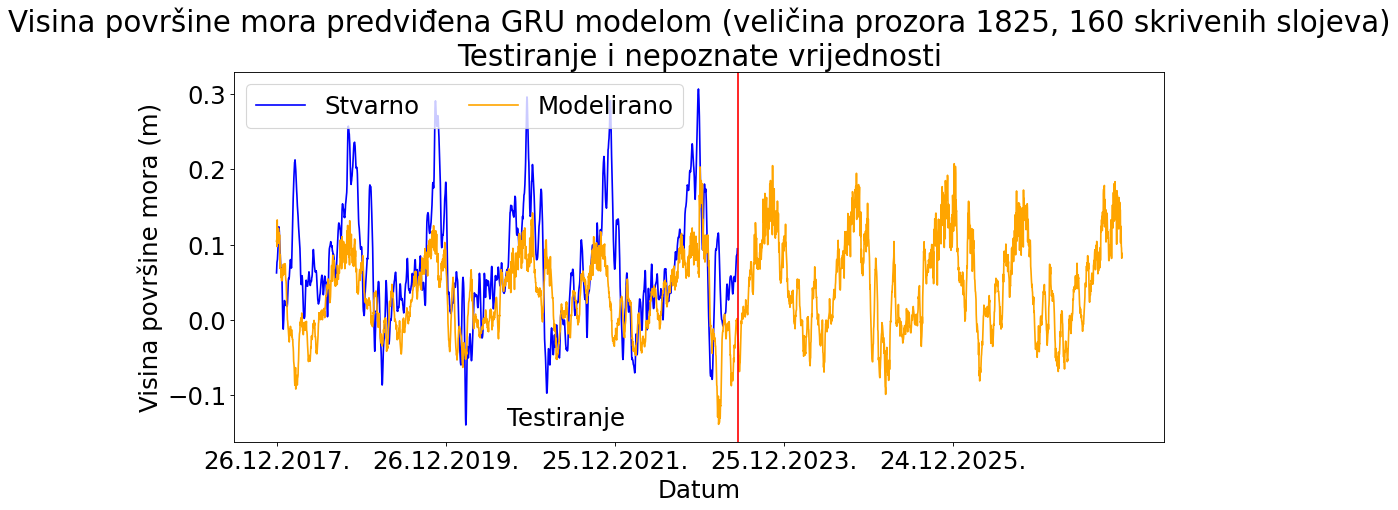 Visina površine mora predviđena GRU modelom (veličina prozora 1825, 160 skrivenih slojeva)
Testiranje i nepoznate vrijednosti
Stvarno
Modelirano
Visina površine mora (m)
0.3
0.2
0.1
0.0
−0.1
Testiranje
26.12.2017.
26.12.2019.
25.12.2021.
25.12.2023.
24.12.2025.
Datum